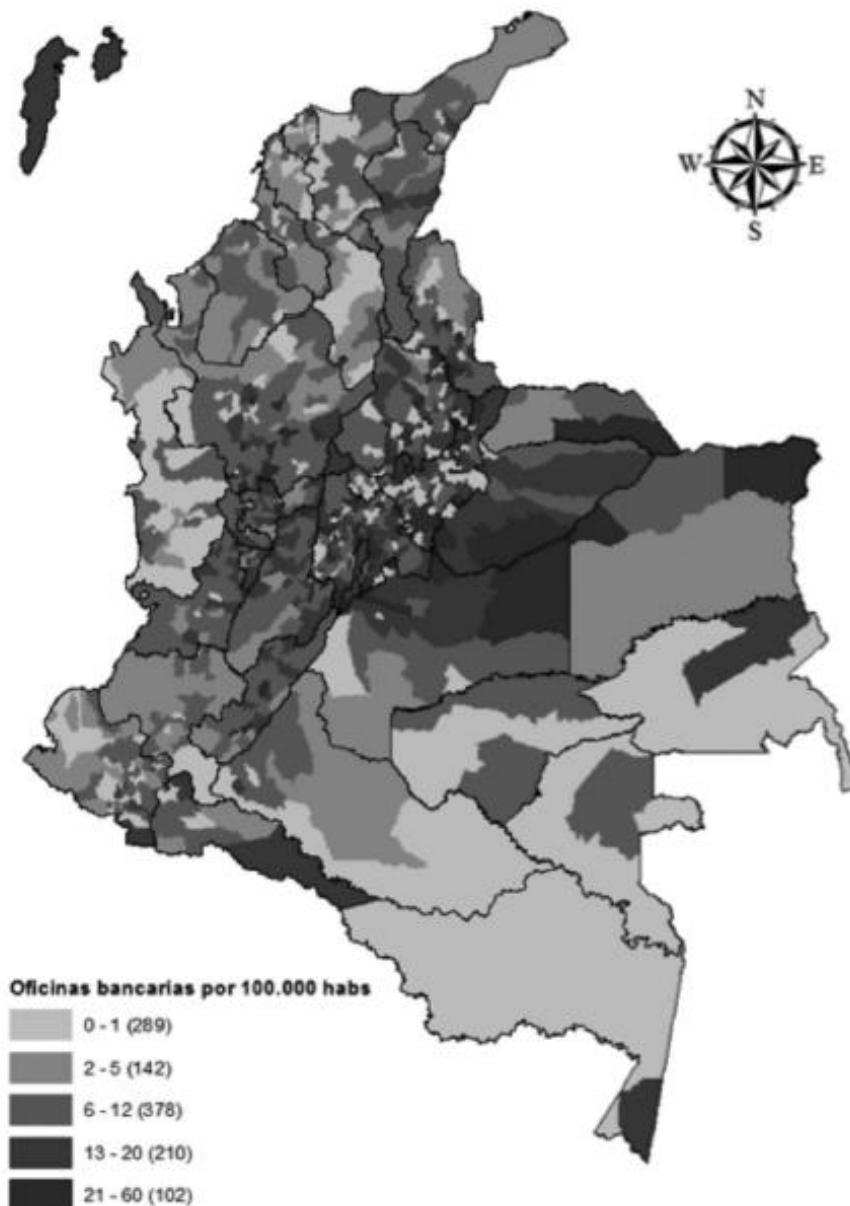 N
W E
S
Oficinas bancarias por 100.000 habs
0 - 1 (289)
2 - 5 (142)
6 - 12 (378)
13 - 20 (210)
21 - 60 (102)